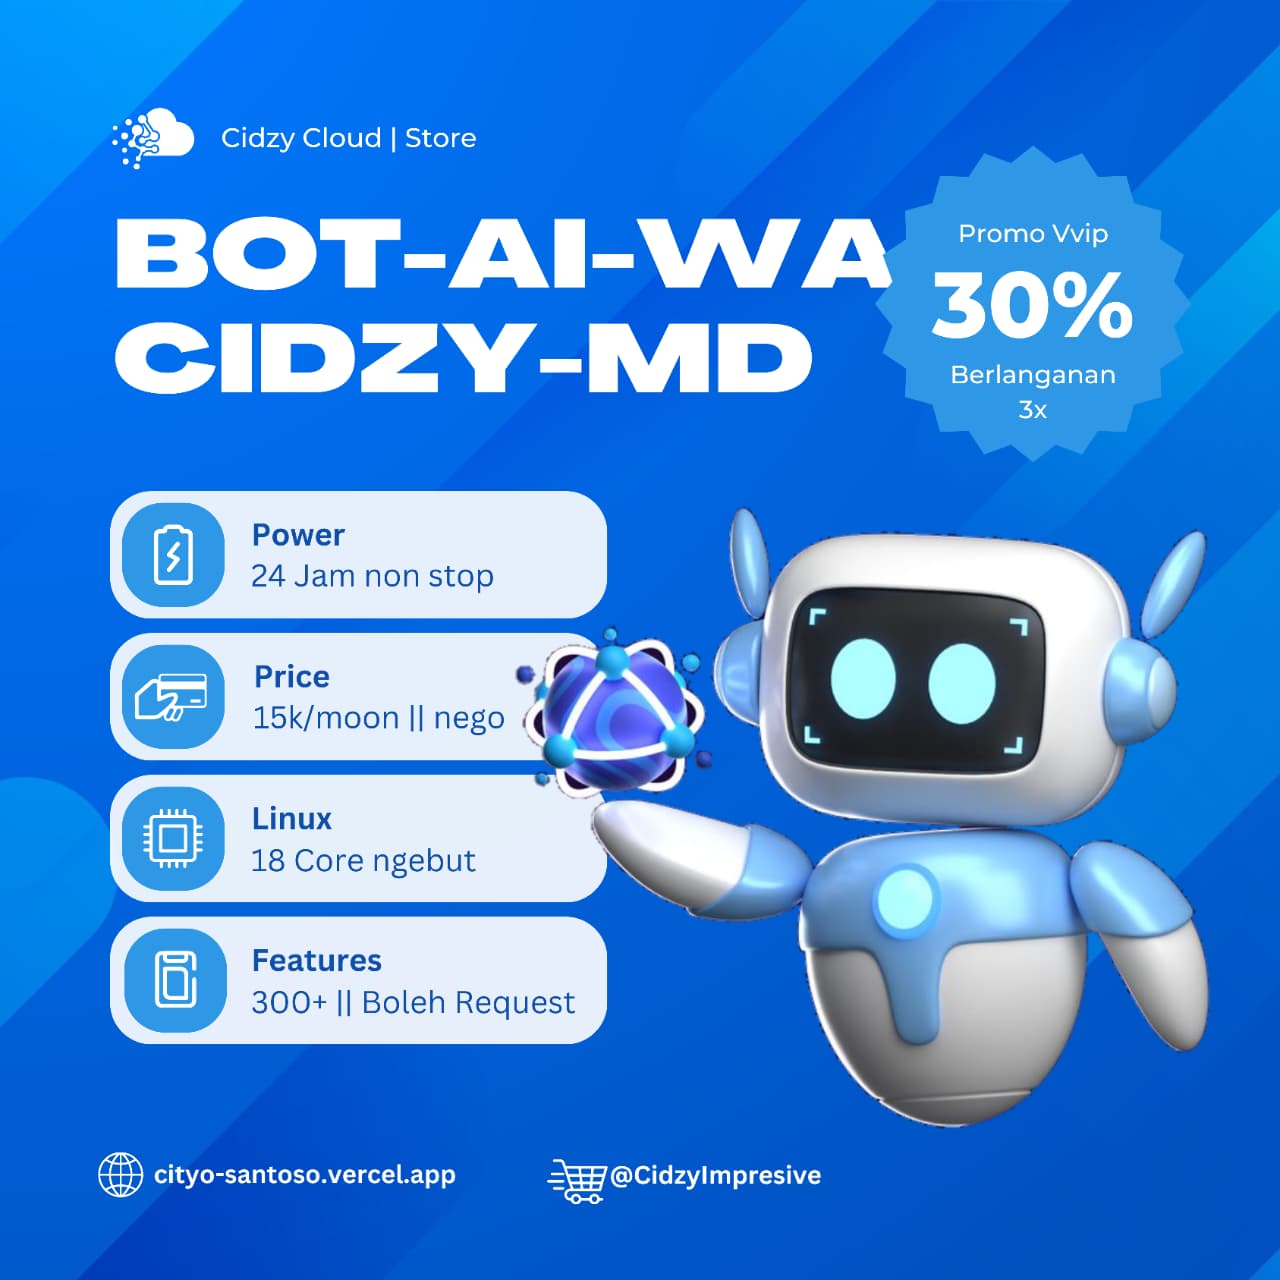 Cidzy Cloud | Store
BOT-AI-WA
CIDZY-MD
Promo Vvip
30%
Berlanganan
3x
Power
24 Jam non stop
Price
15k/moon || nego
Linux
18 Core ngebut
Features
300+ || Boleh Request
cityo-santoso.vercel.app
@CidzyImpresive